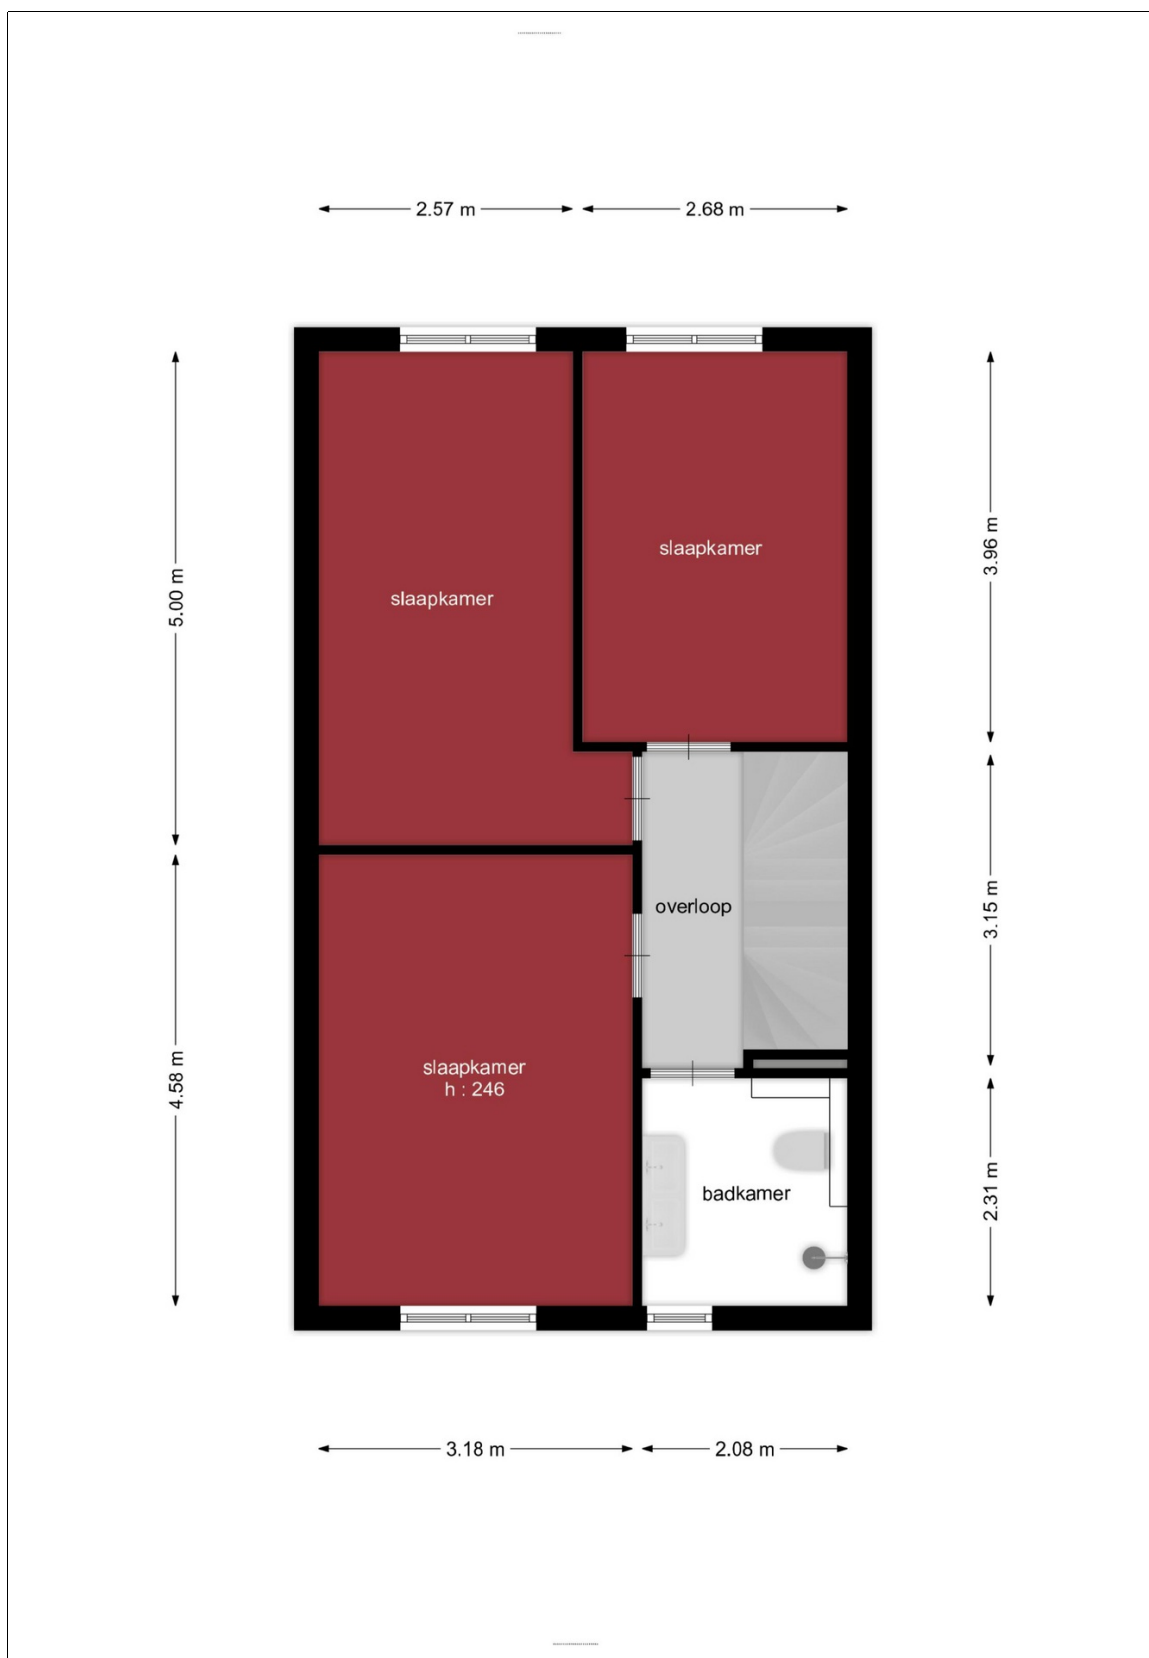 2.57 m
2.68 m
5.00 m
3.96 m
slaapkamer
slaapkamer
3.15 m
overloop
4.58 m
slaapkamer
h : 246
2.31 m
badkamer
3.18 m
2.08 m